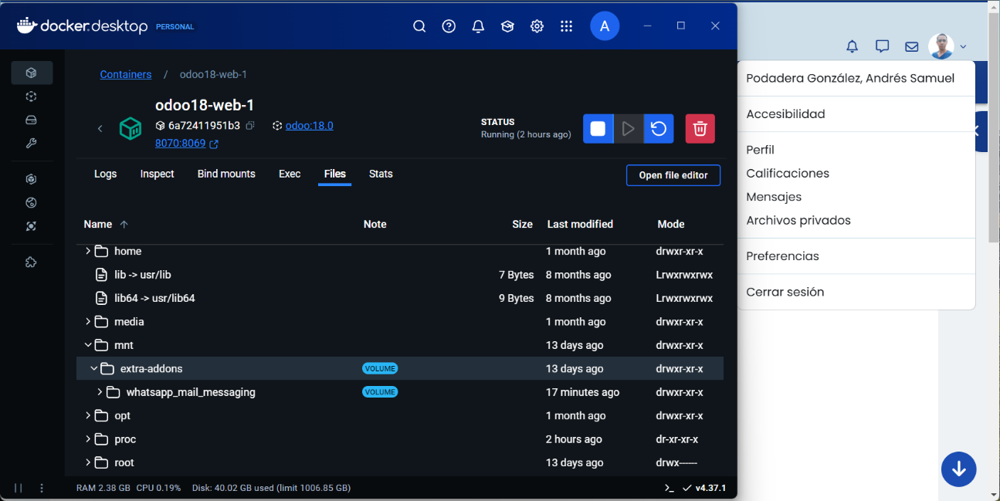 docker.desktop PERSONAL A
Containers / odoo18-web-1
odoo18-web-1
6a72411951b3 odoo:18.0
8070:8069
STATUS
Running (2 hours ago)
Logs Inspect Bind mounts Exec Files Stats Open file editor
Name Note Size Last modified Mode
home 1 month ago drwxr-xr-x
lib -> usr/lib 7 Bytes 8 months ago Lrwxrwxrwx
lib64 -> usr/lib64 9 Bytes 8 months ago Lrwxrwxrwx
media 1 month ago drwxr-xr-x
mnt 13 days ago drwxr-xr-x
extra-addons VOLUME 13 days ago drwxr-xr-x
whatsapp_mail_messaging VOLUME 17 minutes ago drwxr-xr-x
opt 1 month ago drwxr-xr-x
proc 2 hours ago dr-xr-xr-x
root 13 days ago drwx------
RAM 2.38 GB CPU 0.19% Disk: 40.02 GB used (limit 1006.85 GB) v4.37.1
Podadera González, Andrés Samuel
Accesibilidad
Perfil
Calificaciones
Mensajes
Archivos privados
Preferencias
Cerrar sesión